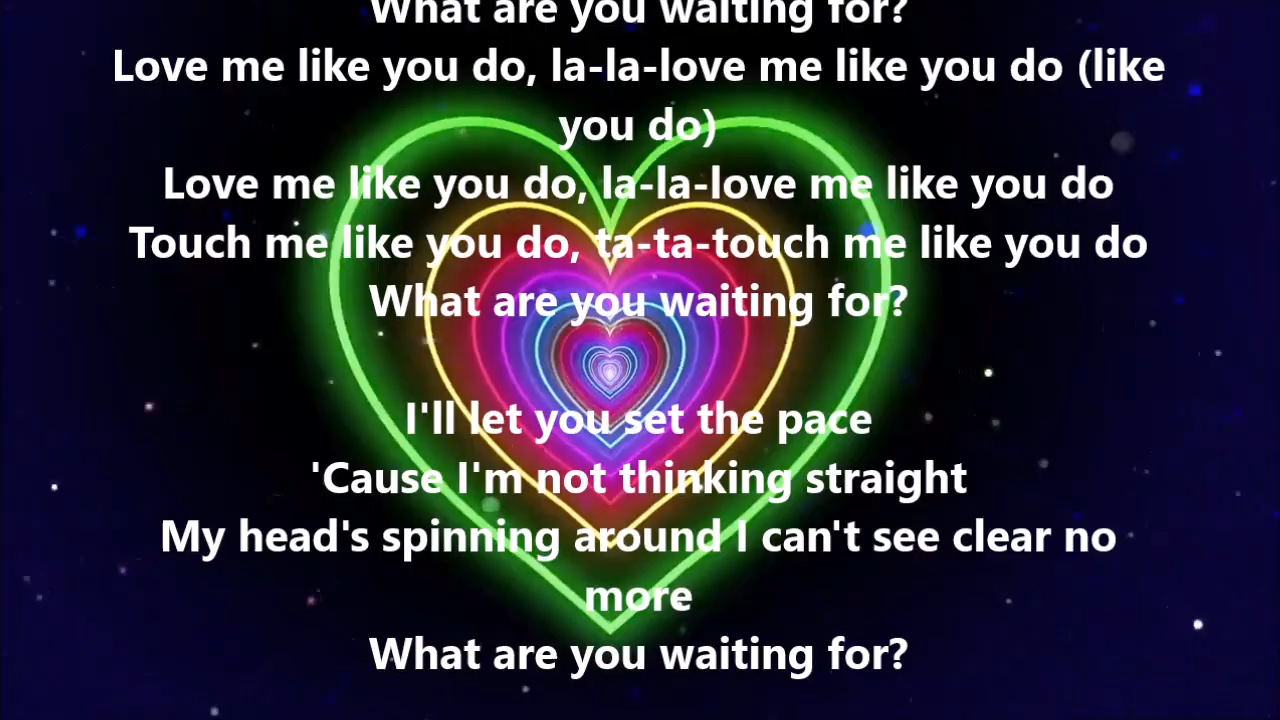 What are you waiting for?
Love me like you do, la-la-love me like you do (like
you do)
Love me like you do, la-la-love me like you do
Touch me like you do, ta-ta-touch me like you do
What are you waiting for?
I'll let you set the pace
'Cause I'm not thinking straight
My head's spinning around I can't see clear no
more
What are you waiting for?